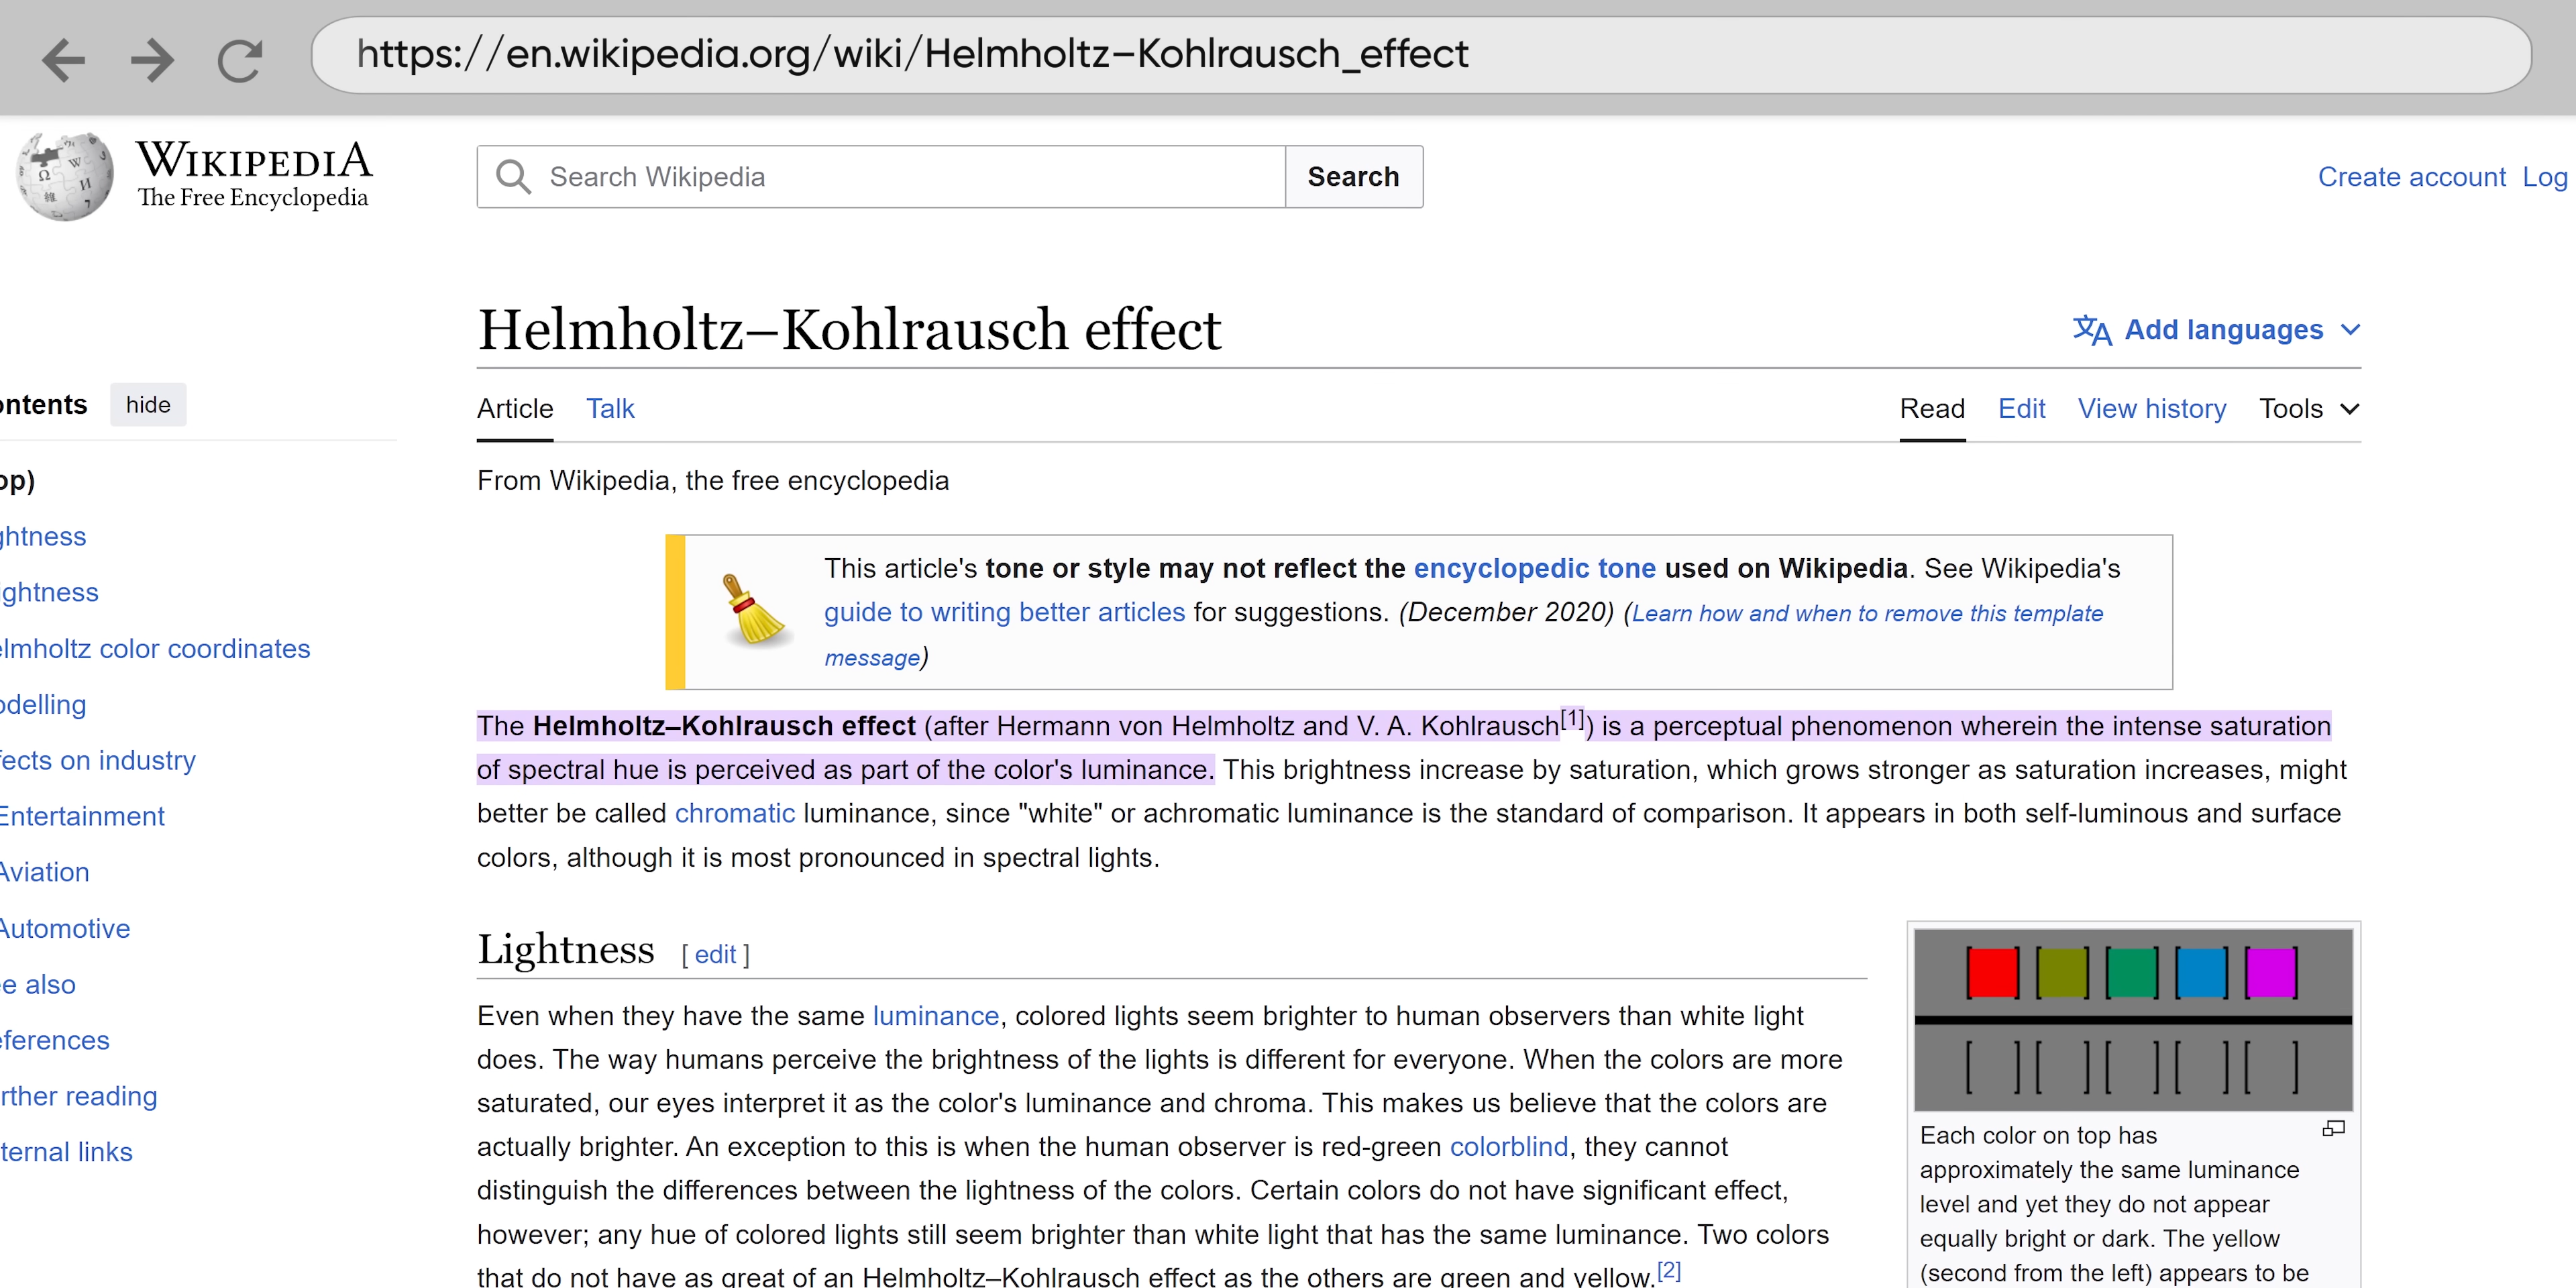 https://en.wikipedia.org/wiki/Helmholtz–Kohlrausch_effect
WIKIPEDIA
The Free Encyclopedia
Search Wikipedia
Search
Create account Log
Helmholtz–Kohlrausch effect
Add languages
ontents hide
Article Talk
Read Edit View history Tools
op)
ghtness
ightness
elmholtz color coordinates
odelling
fects on industry
Entertainment
Aviation
Automotive
e also
eferences
rther reading
ternal links
From Wikipedia, the free encyclopedia
This article's tone or style may not reflect the encyclopedic tone used on Wikipedia. See Wikipedia's
guide to writing better articles for suggestions. (December 2020) (Learn how and when to remove this template
message)
The Helmholtz–Kohlrausch effect (after Hermann von Helmholtz and V. A. Kohlrausch[1]) is a perceptual phenomenon wherein the intense saturation
of spectral hue is perceived as part of the color's luminance. This brightness increase by saturation, which grows stronger as saturation increases, might
better be called chromatic luminance, since "white" or achromatic luminance is the standard of comparison. It appears in both self-luminous and surface
colors, although it is most pronounced in spectral lights.
Lightness [ edit ]
Even when they have the same luminance, colored lights seem brighter to human observers than white light
does. The way humans perceive the brightness of the lights is different for everyone. When the colors are more
saturated, our eyes interpret it as the color's luminance and chroma. This makes us believe that the colors are
actually brighter. An exception to this is when the human observer is red-green colorblind, they cannot
distinguish the differences between the lightness of the colors. Certain colors do not have significant effect,
however; any hue of colored lights still seem brighter than white light that has the same luminance. Two colors
that do not have as great of an Helmholtz–Kohlrausch effect as the others are green and yellow.[2]
[ ] [ ] [ ] [ ] [ ]
[ ] [ ] [ ] [ ] [ ]
Each color on top has
approximately the same luminance
level and yet they do not appear
equally bright or dark. The yellow
(second from the left) appears to be